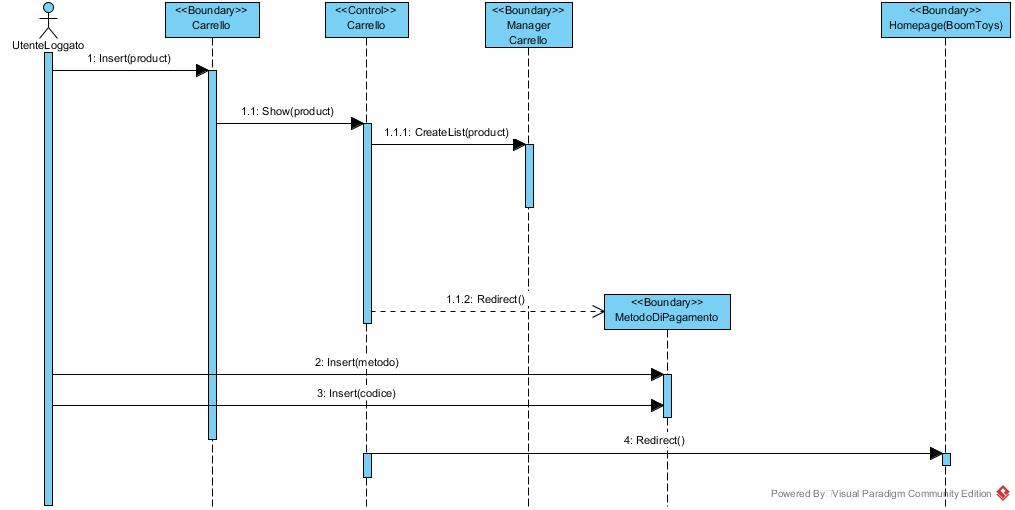 UtenteLoggato
<<Boundary>>
Carrello
<<Control>>
Carrello
<<Boundary>>
Manager
Carrello
<<Boundary>>
Homepage(BoomToys)
1: Insert(product)
1.1: Show(product)
1.1.1: CreateList(product)
1.1.2: Redirect()
<<Boundary>>
MetodoDiPagamento
2: Insert(metodo)
3: Insert(codice)
4: Redirect()
Powered By Visual Paradigm Community Edition